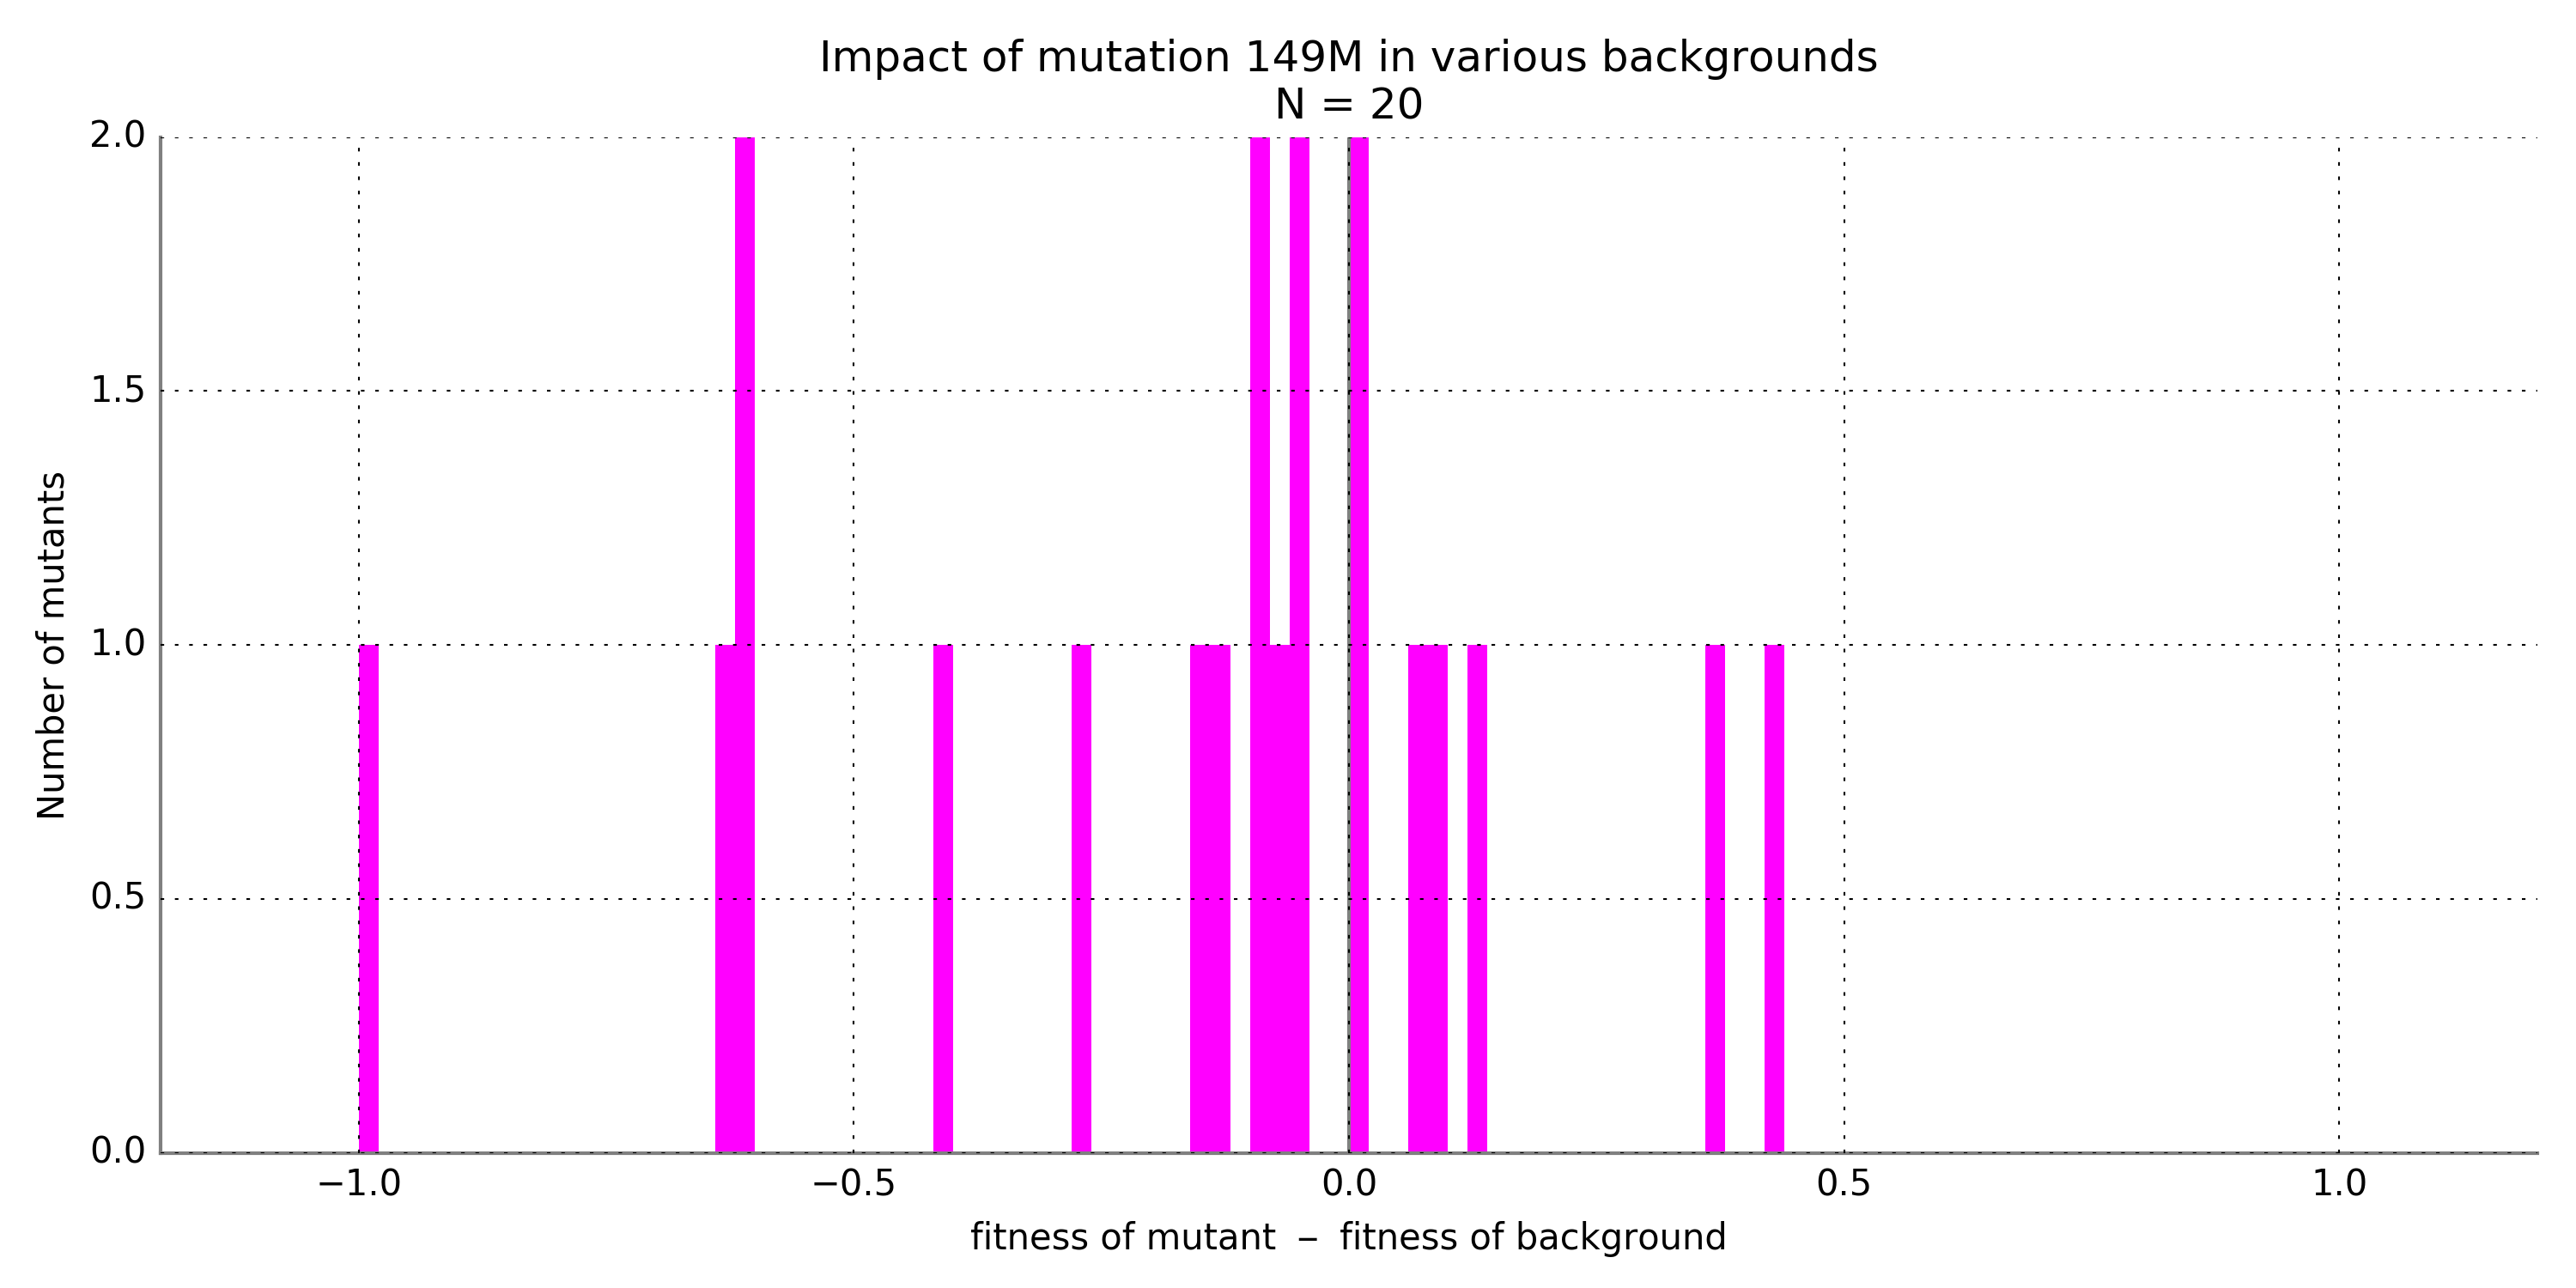 Impact of mutation 149M in various backgrounds
N = 20
2.0
1.5
1.0
0.5
0.0
Number of mutants
−1.0 −0.5 0.0 0.5 1.0
fitness of mutant – fitness of background